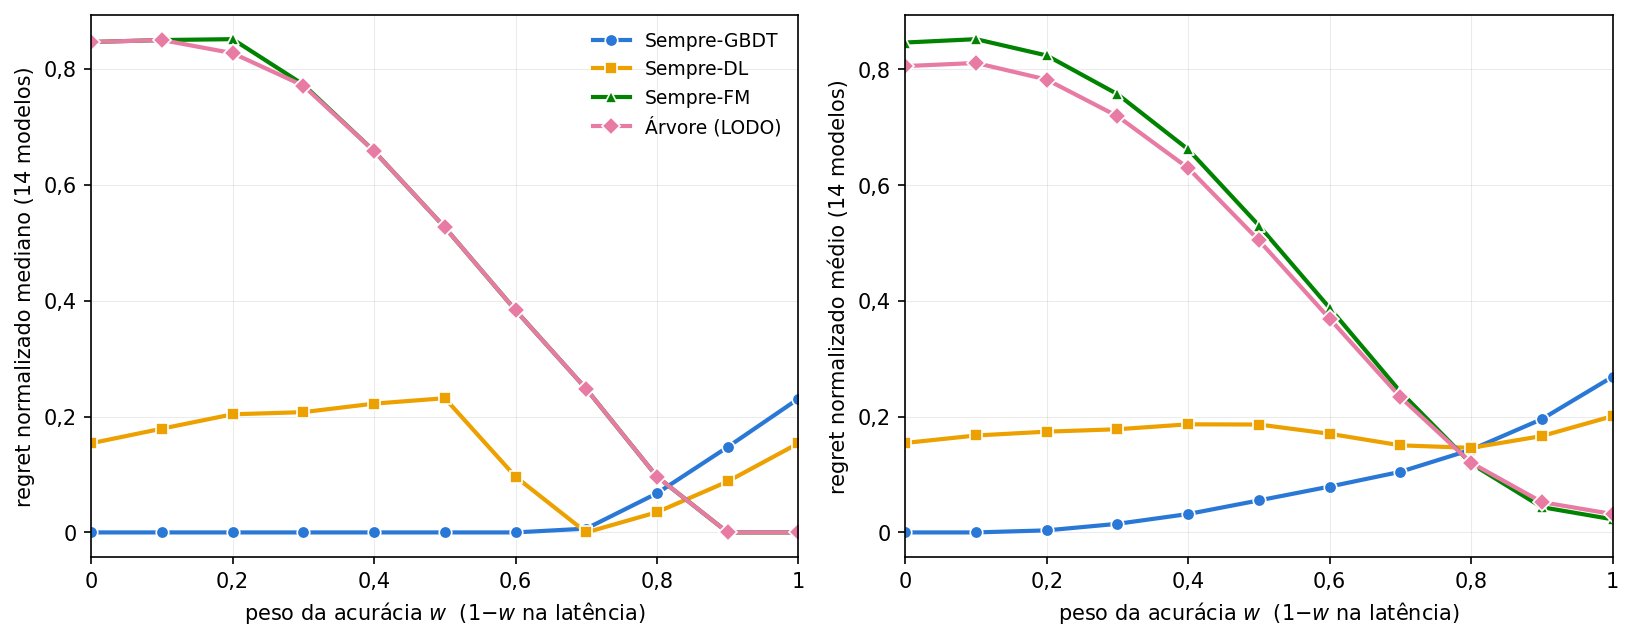 regret normalizado mediano (14 modelos)
0,8
0,6
0,4
0,2
0
0
0,2
0,4
0,6
0,8
1
peso da acurácia w (1−w na latência)
Sempre-GBDT
Sempre-DL
Sempre-FM
Árvore (LODO)
regret normalizado médio (14 modelos)
0,8
0,6
0,4
0,2
0
0
0,2
0,4
0,6
0,8
1
peso da acurácia w (1−w na latência)